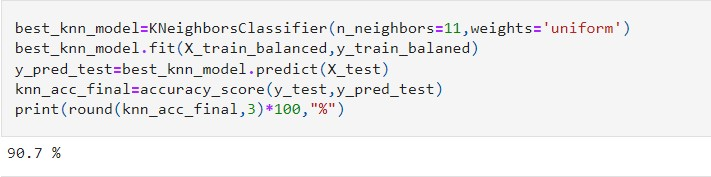 best_knn_model=KNeighborsClassifier(n_neighbors=11,weights='uniform')
best_knn_model.fit(X_train_balanced,y_train_balaned)
y_pred_test=best_knn_model.predict(X_test)
knn_acc_final=accuracy_score(y_test,y_pred_test)
print(round(knn_acc_final,3)*100,"%")
90.7 %